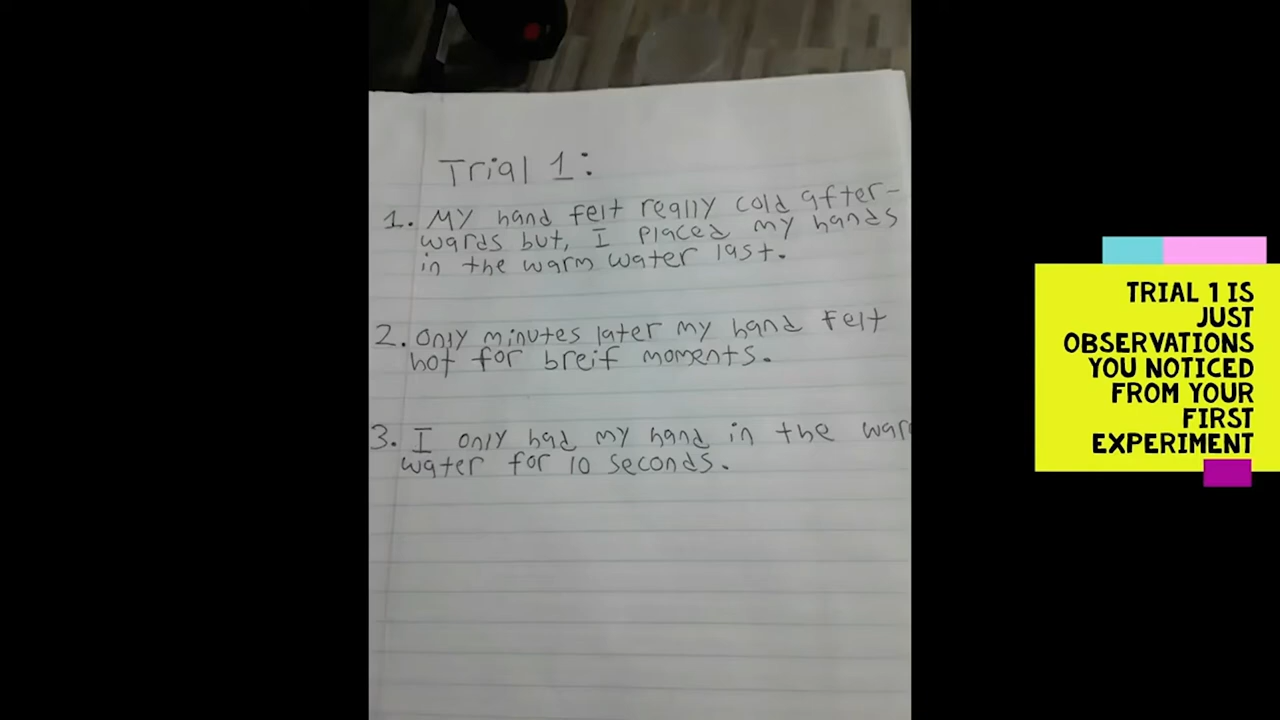 Trial 1:
1. My hand felt really cold after-
wards but, I placed my hands
in the warm water last.
2. Only minutes later my hand felt
hot for breif moments.
3. I only had my hand in the war
water for 10 seconds.
TRIAL 1 IS
JUST
OBSERVATIONS
YOU NOTICED
FROM YOUR
FIRST
EXPERIMENT